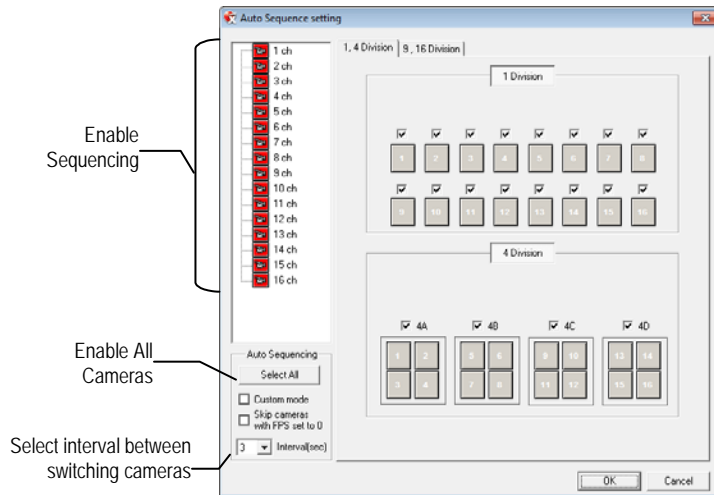 Auto Sequence setting
1 ch
2 ch
3 ch
4 ch
5 ch
6 ch
7 ch
8 ch
9 ch
10 ch
11 ch
12 ch
13 ch
14 ch
15 ch
16 ch
Enable
Sequencing
Enable All
Cameras
Select interval between
switching cameras
Auto Sequencing
Select All
Custom mode
Skip cameras
with FPS set to 0
3 Interval(sec)
1, 4 Division 9, 16 Division
1 Division
1 2 3 4 5 6 7 8
9 10 11 12 13 14 15 16
4 Division
4A 4B 4C 4D
1 2 5 6 9 10 13 14
3 4 7 8 11 12 15 16
OK Cancel